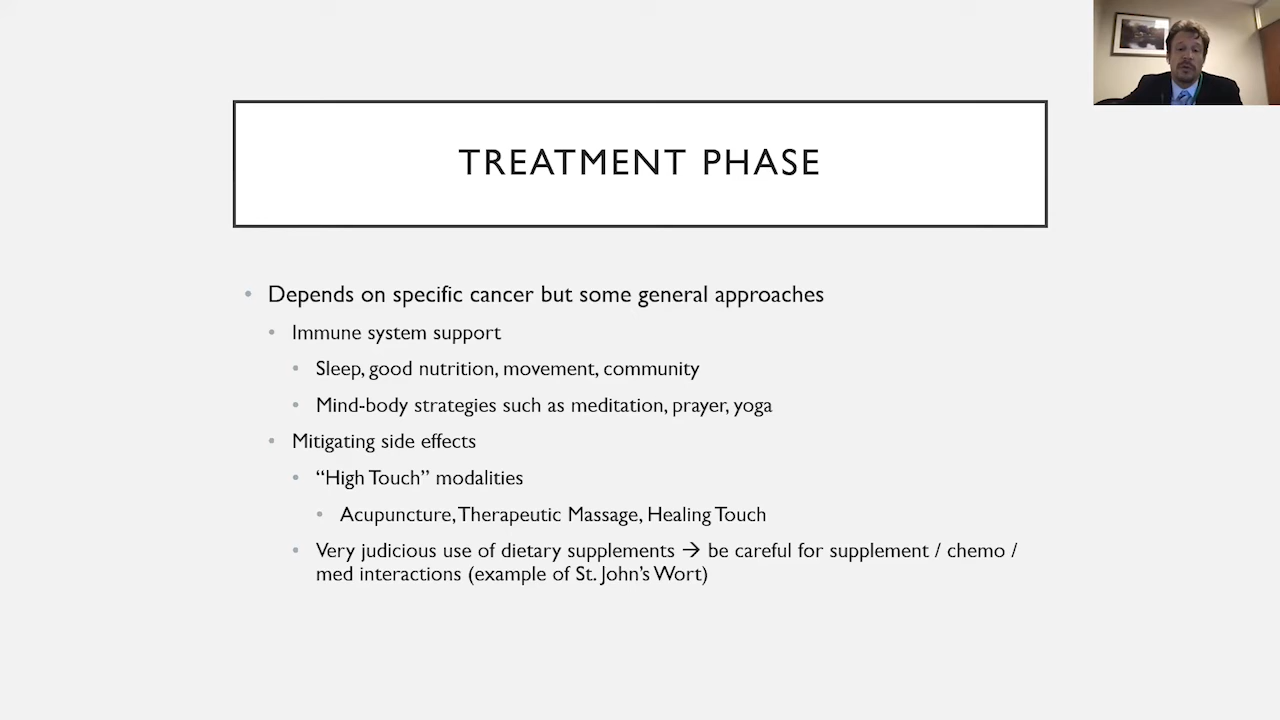 TREATMENT PHASE
• Depends on specific cancer but some general approaches
• Immune system support
• Sleep, good nutrition, movement, community
• Mind-body strategies such as meditation, prayer, yoga
• Mitigating side effects
• “High Touch” modalities
• Acupuncture, Therapeutic Massage, Healing Touch
• Very judicious use of dietary supplements → be careful for supplement / chemo /
med interactions (example of St. John’s Wort)